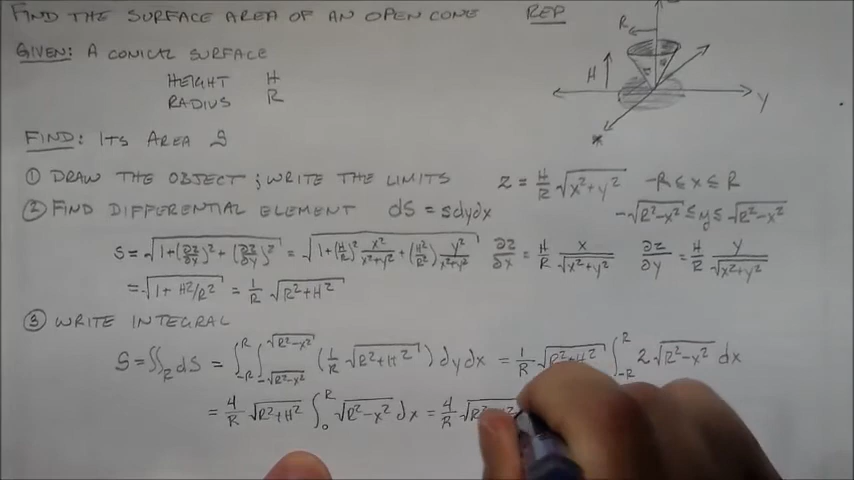 FIND THE SURFACE AREA OF AN OPEN CONE REP
R
GIVEN: A CONICAL SURFACE
HEIGHT H
H
RADIUS R
Y
FIND: ITS AREA S
X
① DRAW THE OBJECT ; WRITE THE LIMITS Z = H/R √(X²+Y²) -R ≤ X ≤ R
② FIND DIFFERENTIAL ELEMENT dS = s dy dx -√(R²-X²) ≤ y ≤ √(R²-X²)
S = √(1+(∂Z/∂X)²+(∂Z/∂Y)²) = √(1+(H/R)² X²/(X²+Y²) + (H²/R²) Y²/(X²+Y²)) ∂Z/∂X = H/R X/√(X²+Y²) ∂Z/∂Y = H/R Y/√(X²+Y²)
= √(1+H²/R²) = 1/R √(R²+H²)
③ WRITE INTEGRAL
S = ∬_R dS = ∫_{-R}^{R} ∫_{-√(R²-X²)}^{√(R²-X²)} (1/R √(R²+H²)) dy dx = 1/R √(R²+H²) ∫_{-R}^{R} 2 √(R²-X²) dx
= 4/R √(R²+H²) ∫_0^R √(R²-X²) dx = 4/R